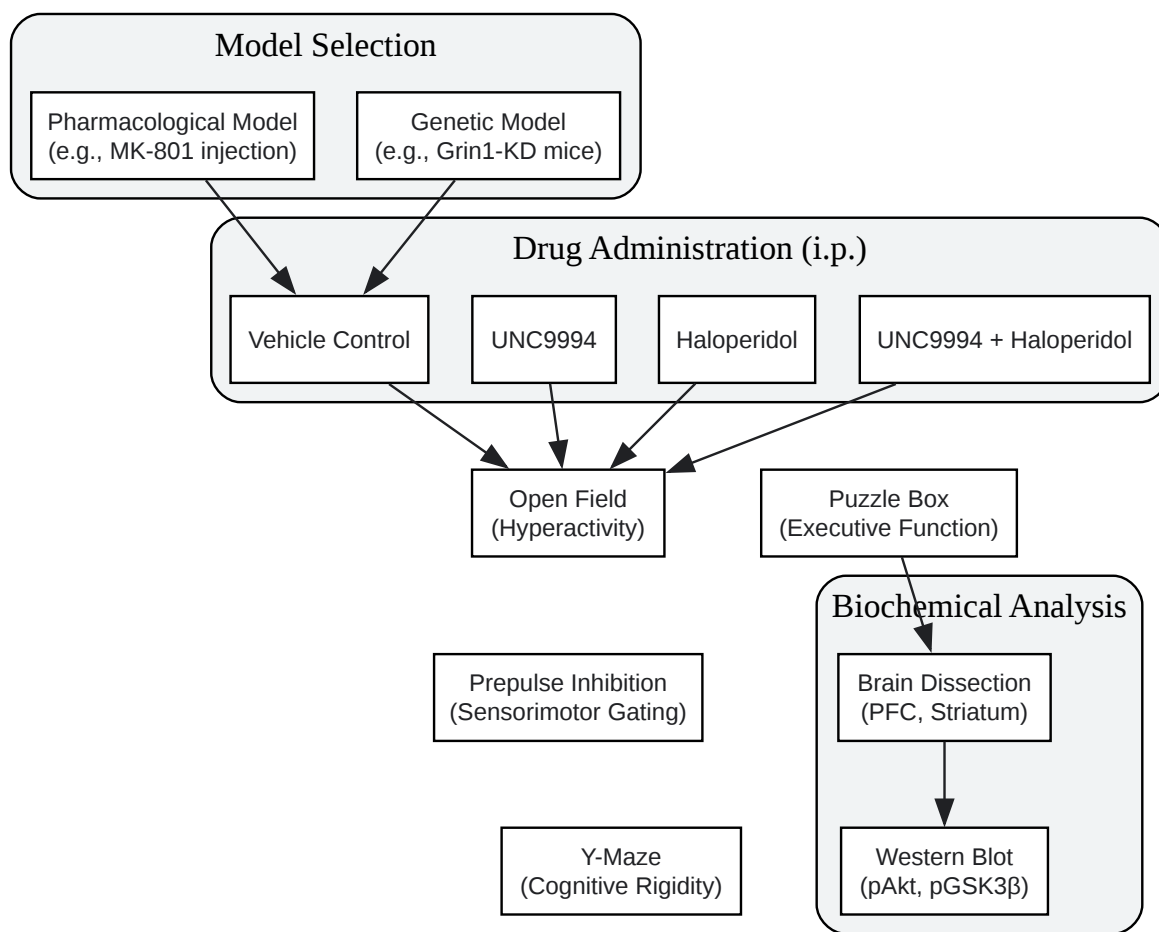 Model Selection
Pharmacological Model
(e.g., MK-801 injection)
Genetic Model
(e.g., Grin1-KD mice)
Drug Administration (i.p.)
Vehicle Control
UNC9994
Haloperidol
UNC9994 + Haloperidol
Open Field
(Hyperactivity)
Puzzle Box
(Executive Function)
Biochemical Analysis
Prepulse Inhibition
(Sensorimotor Gating)
Brain Dissection
(PFC, Striatum)
Y-Maze
(Cognitive Rigidity)
Western Blot
(pAkt, pGSK3β)